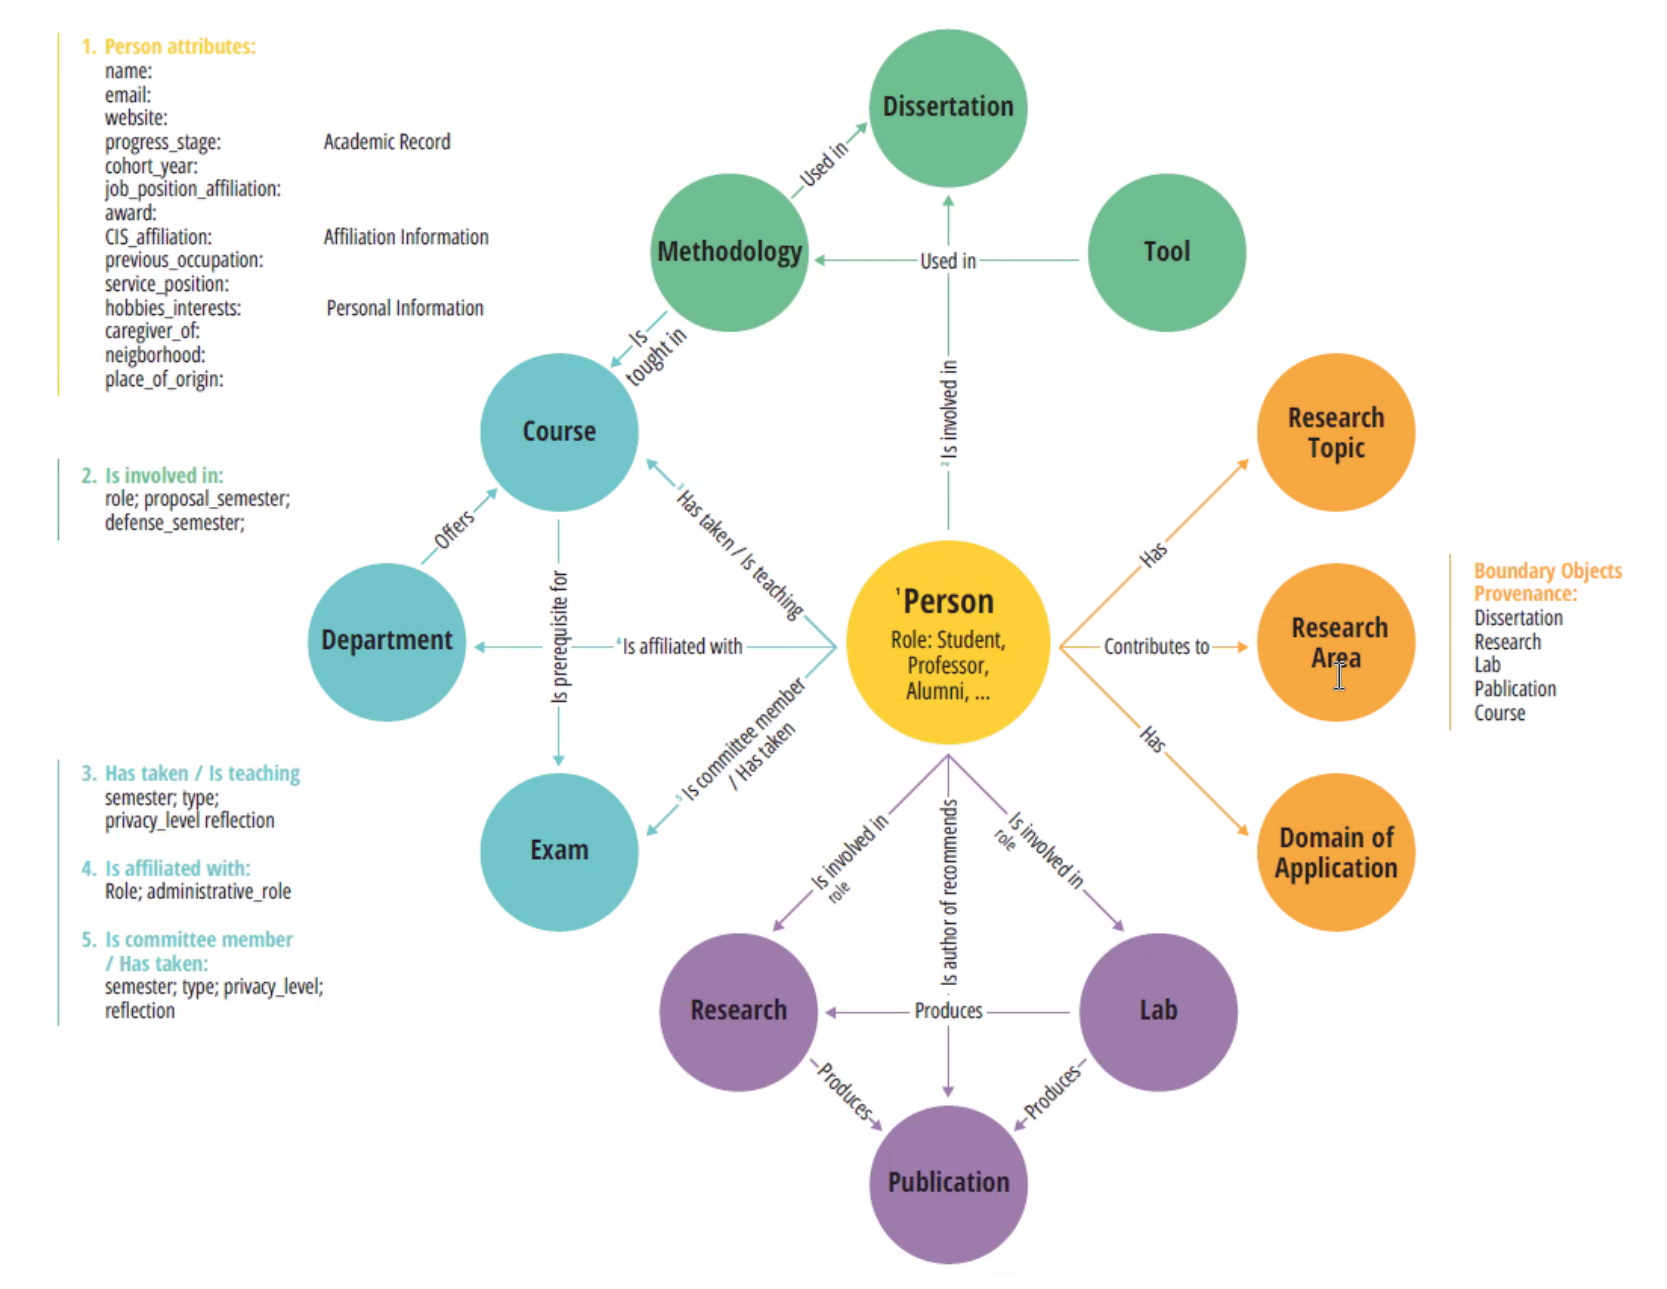 1. Person attributes:
name:
email:
website:
progress_stage: Academic Record
cohort_year:
job_position_affiliation:
award:
CIS_affiliation: Affiliation Information
previous_occupation:
service_position:
hobbies_interests: Personal Information
caregiver_of:
neigborhood:
place_of_origin:
2. Is involved in:
role; proposal_semester;
defense_semester;
3. Has taken / Is teaching
semester; type;
privacy_level reflection
4. Is affiliated with:
Role; administrative_role
5. Is committee member
/ Has taken:
semester; type; privacy_level;
reflection
Dissertation
Used in
Methodology
Used in
Tool
Is
tought in
2 Is involved in
Course
Offers
3 Has taken / Is teaching
Department
Is prerequisite for
4 Is affiliated with
5 Is committee member
/ Has taken
Exam
1 Person
Role: Student,
Professor,
Alumni, ...
Has
Research
Topic
Contributes to
Research
Area
Has
Domain of
Application
Boundary Objects
Provenance:
Dissertation
Research
Lab
Pablication
Course
Is involved in
role
Is author of recommends
Is involved in
role
Research
Produces
Lab
Produces
Produces
Publication